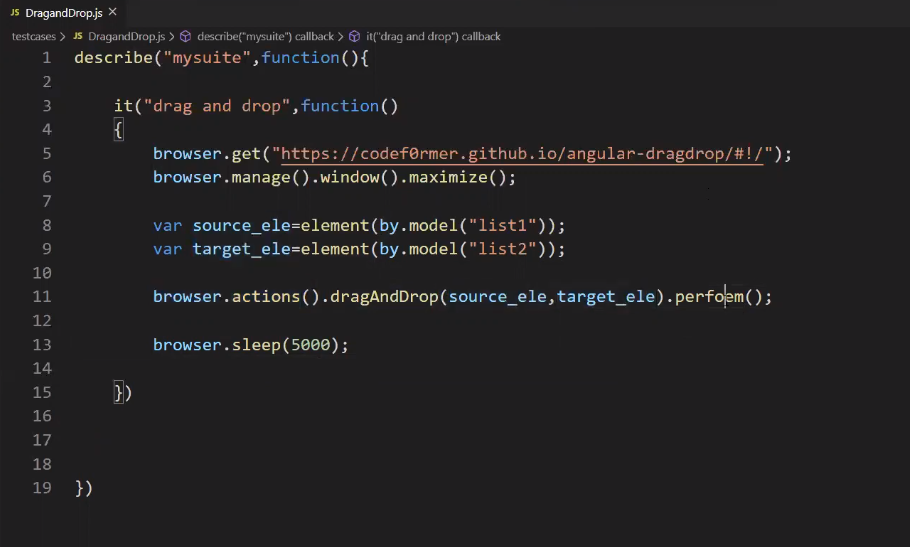 JS DragandDrop.js ×
testcases > JS DragandDrop.js > describe("mysuite") callback > it("drag and drop") callback
1 describe("mysuite",function(){
2
3 it("drag and drop",function()
4 {
5 browser.get("https://codef0rmer.github.io/angular-dragdrop/#!/");
6 browser.manage().window().maximize();
7
8 var source_ele=element(by.model("list1"));
9 var target_ele=element(by.model("list2"));
10
11 browser.actions().dragAndDrop(source_ele,target_ele).perfoem();
12
13 browser.sleep(5000);
14
15 })
16
17
18
19 })